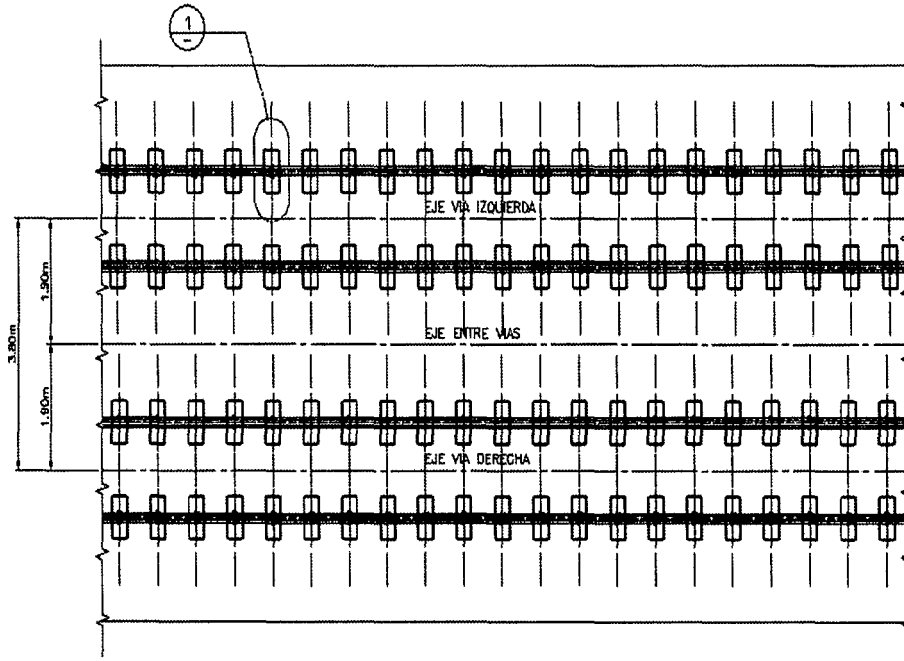 1
-
EJE VIA IZQUIERDA
1.90m
3.80m
EJE ENTRE VIAS
1.90m
EJE VIA DERECHA